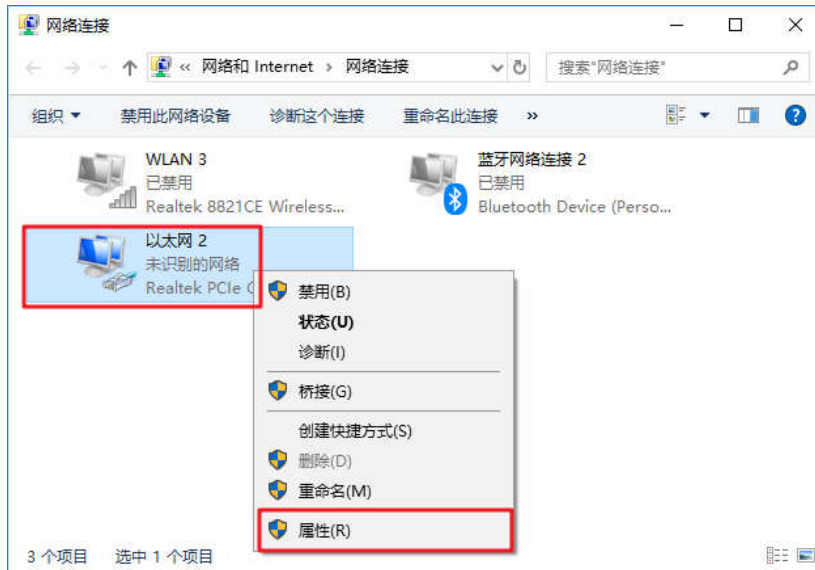 网络连接
« 网络和 Internet › 网络连接
搜索"网络连接"
组织
禁用此网络设备
诊断这个连接
重命名此连接
»
WLAN 3
已禁用
Realtek 8821CE Wireless...
蓝牙网络连接 2
已禁用
Bluetooth Device (Perso...
以太网 2
未识别的网络
Realtek PCIe
禁用(B)
状态(U)
诊断(I)
桥接(G)
创建快捷方式(S)
删除(D)
重命名(M)
属性(R)
3 个项目
选中 1 个项目